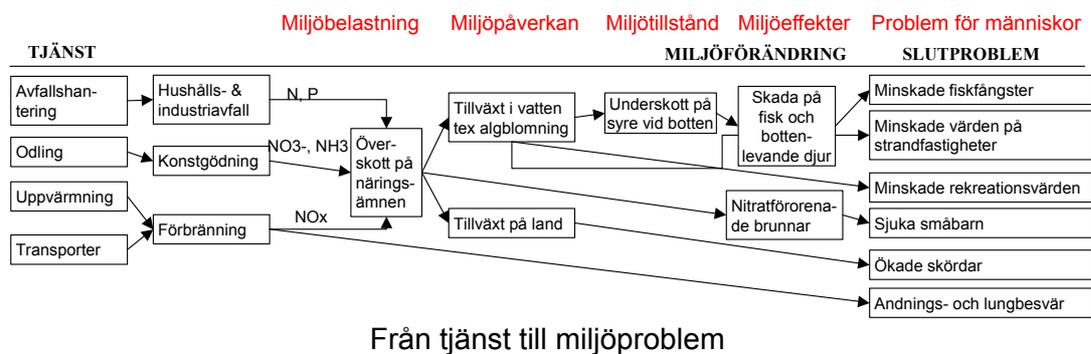 Miljöbelastning Miljöpåverkan Miljötillstånd Miljöeffekter Problem för människor
TJÄNST MILJÖFÖRÄNDRING SLUTPROBLEM
Avfallshan-
tering
Hushålls- &
industriavfall
N, P
Odling
Konstgödning
NO3-, NH3
Uppvärmning
Transporter
Förbränning
NOx
Över-
skott på
närings-
ämnen
Tillväxt i vatten
tex algblomning
Tillväxt på land
Underskott på
syre vid botten
Skada på
fisk och
botten-
levande djur
Nitratförorena-
de brunnar
Minskade fiskfångster
Minskade värden på
strandfastigheter
Minskade rekreationsvärden
Sjuka småbarn
Ökade skördar
Andnings- och lungbesvär
Från tjänst till miljöproblem